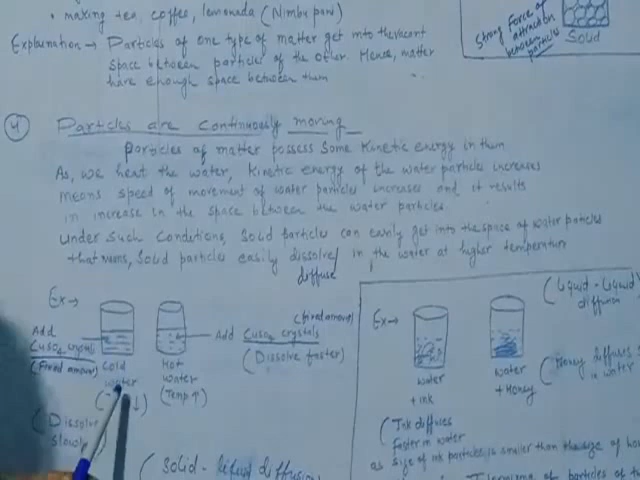 • making tea, coffee, lemonada (Nimbu pani)
Explaination → Particles of one type of matter get into the vacant
space between particles of the other. Hence, matter
have enough space between them
Strong Force of
attraction
between
particles
Solid
4 Particles are continuously moving
particles of matter possess some Kinetic energy in them
As, we heat the water, Kinetic energy of the water particles increases
means speed of movement of water particles increases and it results
in increase in the space between the water particles.
Under such conditions, solid particles can easily get into the space of water particles
that means, solid particles easily dissolve/ in the water at higher temperature
diffuse
Ex →
Add
CuSO4 crystals
(Fixed amount)
Cold
water
↓)
(Dissolve
slowly
Hot
water
(Temp ↑)
(fixed amount)
Add CuSO4 crystals
(Dissolve faster)
(Solid - liquid diffusion
Ex →
water
+ ink
water
+ Honey
(Liquid - Liquid
diffusion
(Honey diffuses
in water
(Ink diffuses
faster in water
as size of ink particles is smaller than the size of
of particles of